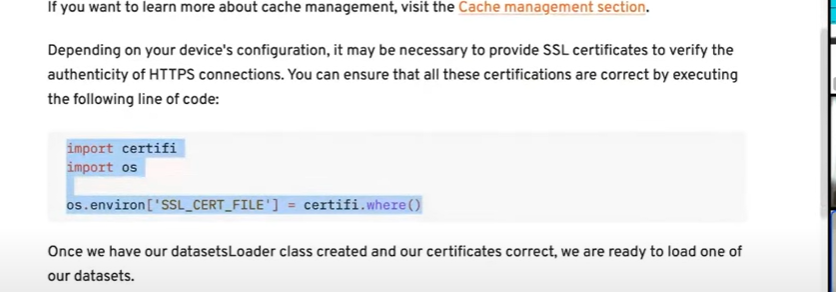 If you want to learn more about cache management, visit the Cache management section.
Depending on your device's configuration, it may be necessary to provide SSL certificates to verify the
authenticity of HTTPS connections. You can ensure that all these certifications are correct by executing
the following line of code:
import certifi
import os
os.environ['SSL_CERT_FILE'] = certifi.where()
Once we have our datasetsLoader class created and our certificates correct, we are ready to load one of
our datasets.